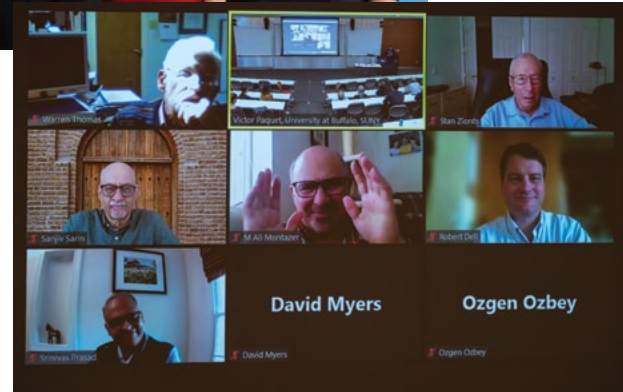 Warren Thomas
Victor Paquet, University at Buffalo, SUNY
Stan Zionts
Sanjiv Sarin
M Ali Montazer
Robert Dell
Srinivas Prasad
David Myers
David Myers
Ozgen Ozbey
Ozgen Ozbey